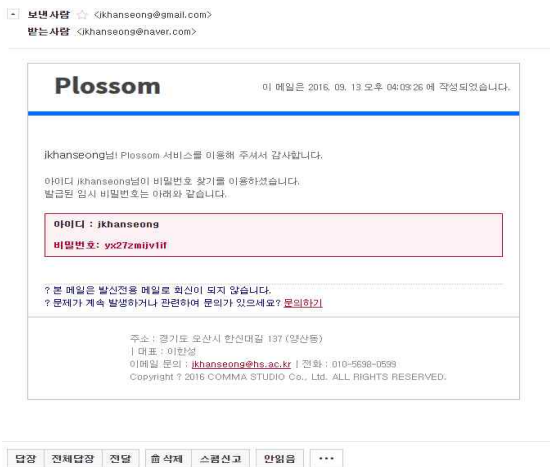 보낸사람 ☆ <jkhanseong@gmail.com>
받는사람 <jkhanseong@naver.com>
Plossom 이 메일은 2016. 09. 13 오후 04:09:26 에 작성되었습니다.
jkhanseong님! Plossom 서비스를 이용해 주셔서 감사합니다.
아이디 jkhanseong님이 비밀번호 찾기를 이용하셨습니다.
발급된 임시 비밀번호는 아래와 같습니다.
아이디 : jkhanseong
비밀번호: yx27zmijv1if
? 본 메일은 발신전용 메일로 회신이 되지 않습니다.
? 문제가 계속 발생하거나 관련하여 문의가 있으세요? 문의하기
주소 : 경기도 오산시 한신대길 137 (양산동)
| 대표 : 이한성
이메일 문의 : jkhanseong@hs.ac.kr | 전화 : 010-5698-0599
Copyright ? 2016 COMMA STUDIO Co., Ltd. ALL RIGHTS RESERVED.
답장 전체답장 전달 삭제 스팸신고 안읽음 ···